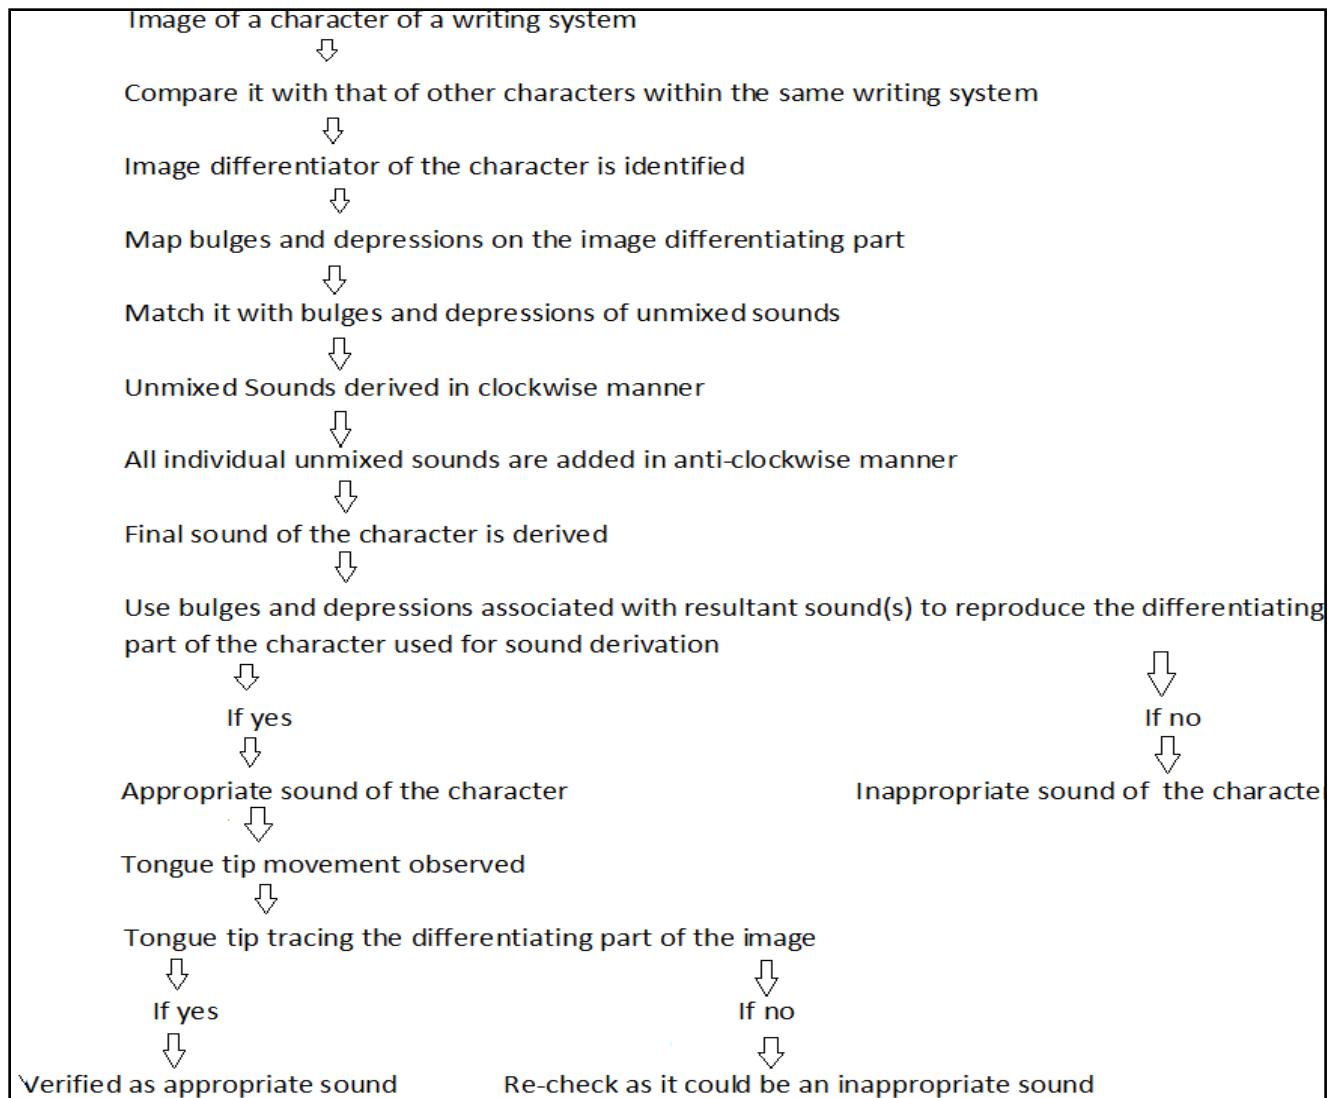 Image of a character of a writing system
Compare it with that of other characters within the same writing system
Image differentiator of the character is identified
Map bulges and depressions on the image differentiating part
Match it with bulges and depressions of unmixed sounds
Unmixed Sounds derived in clockwise manner
All individual unmixed sounds are added in anti-clockwise manner
Final sound of the character is derived
Use bulges and depressions associated with resultant sound(s) to reproduce the differentiating
part of the character used for sound derivation
If yes If no
Appropriate sound of the character Inappropriate sound of the character
Tongue tip movement observed
Tongue tip tracing the differentiating part of the image
If yes If no
Verified as appropriate sound Re-check as it could be an inappropriate sound